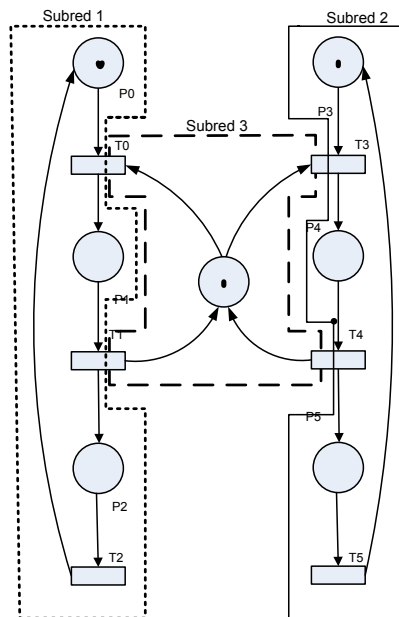 Subred 1
Subred 2
P0
P3
Subred 3
T0
T3
P4
P1
T1
T4
P5
P2
T2
T5